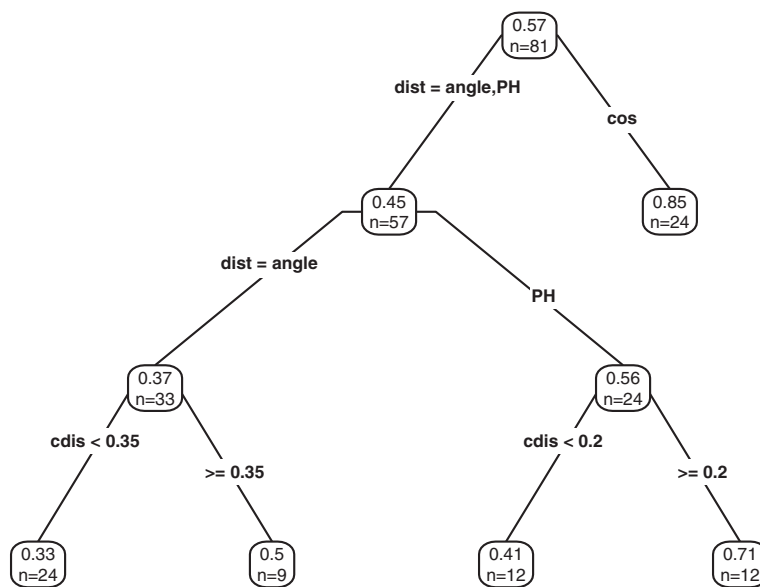 0.57
n=81
dist = angle,PH
cos
0.45
n=57
0.85
n=24
dist = angle
PH
0.37
n=33
0.56
n=24
cdis < 0.35
>= 0.35
cdis < 0.2
>= 0.2
0.33
n=24
0.5
n=9
0.41
n=12
0.71
n=12